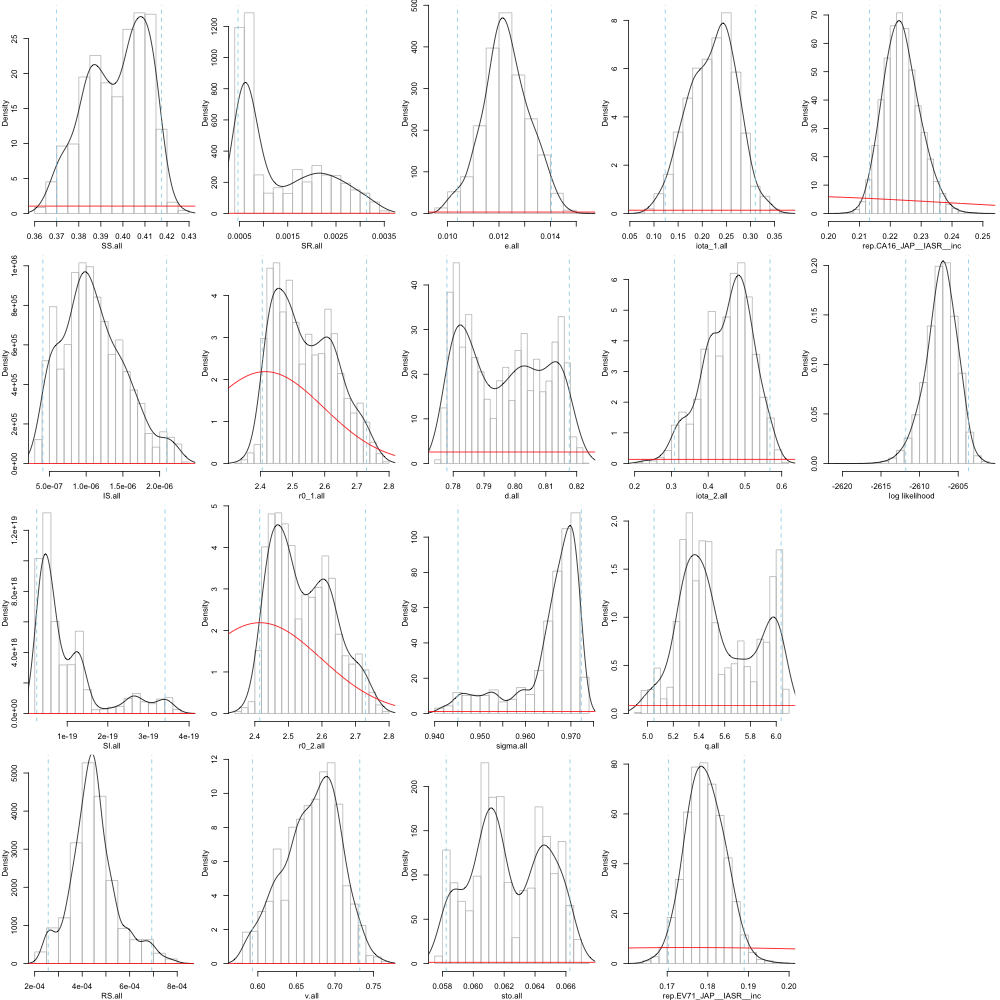 Density
0 5 10 15 20 25
0.36 0.37 0.38 0.39 0.40 0.41 0.42 0.43
SS.all
Density
0 200 400 600 800 1000 1200
0.0005 0.0015 0.0025 0.0035
SR.all
Density
0 100 200 300 400 500
0.010 0.012 0.014
e.all
Density
0 2 4 6 8
0.05 0.10 0.15 0.20 0.25 0.30 0.35
iota_1.all
Density
0 10 20 30 40 50 60 70
0.20 0.21 0.22 0.23 0.24 0.25
rep.CA16_JAP__IASR__inc
Density
0e+00 2e+05 4e+05 6e+05 8e+05 1e+06
5.0e-07 1.0e-06 1.5e-06 2.0e-06
IS.all
Density
0 1 2 3 4
2.4 2.5 2.6 2.7 2.8
r0_1.all
Density
0 10 20 30 40
0.78 0.79 0.80 0.81 0.82
d.all
Density
0 1 2 3 4 5 6
0.2 0.3 0.4 0.5 0.6
iota_2.all
Density
0.00 0.05 0.10 0.15 0.20
-2620 -2615 -2610 -2605
log likelihood
Density
0.0e+00 4.0e+18 8.0e+18 1.2e+19
1e-19 2e-19 3e-19 4e-19
SI.all
Density
0 1 2 3 4 5
2.4 2.5 2.6 2.7 2.8
r0_2.all
Density
0 20 40 60 80 100
0.940 0.950 0.960 0.970
sigma.all
Density
0.0 0.5 1.0 1.5 2.0
5.0 5.2 5.4 5.6 5.8 6.0
q.all
Density
0 1000 2000 3000 4000 5000
2e-04 4e-04 6e-04 8e-04
RS.all
Density
0 2 4 6 8 10 12
0.60 0.65 0.70 0.75
v.all
Density
0 50 100 150 200
0.058 0.060 0.062 0.064 0.066
sto.all
Density
0 20 40 60 80
0.17 0.18 0.19 0.20
rep.EV71_JAP__IASR__inc